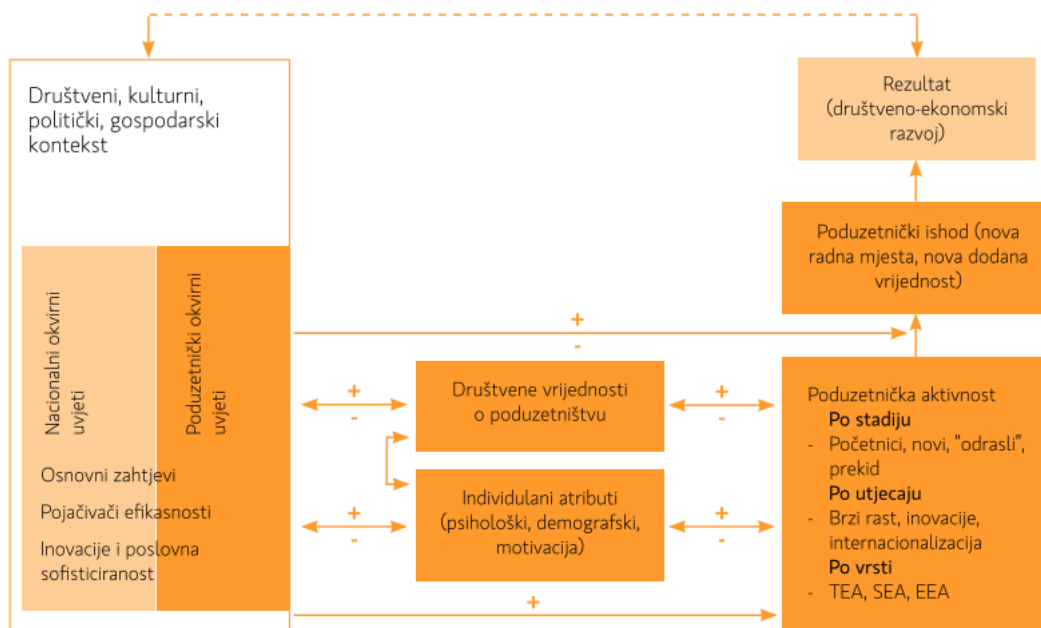 Društveni, kulturni,
politički, gospodarski
kontekst
Nacionalni okvirni
uvjeti
Poduzetnički okvirni
uvjeti
Osnovni zahtjevi
Pojačivači efikasnosti
Inovacije i poslovna
sofisticiranost
+
-
+
-
Društvene vrijednosti
o poduzetništvu
+
-
+
-
Individulani atributi
(psihološki, demografski,
motivacija)
+
-
+
Rezultat
(društveno-ekonomski
razvoj)
Poduzetnički ishod (nova
radna mjesta, nova dodana
vrijednost)
Poduzetnička aktivnost
Po stadiju
- Početnici, novi, "odrasli",
prekid
Po utjecaju
- Brzi rast, inovacije,
internacionalizacija
Po vrsti
- TEA, SEA, EEA